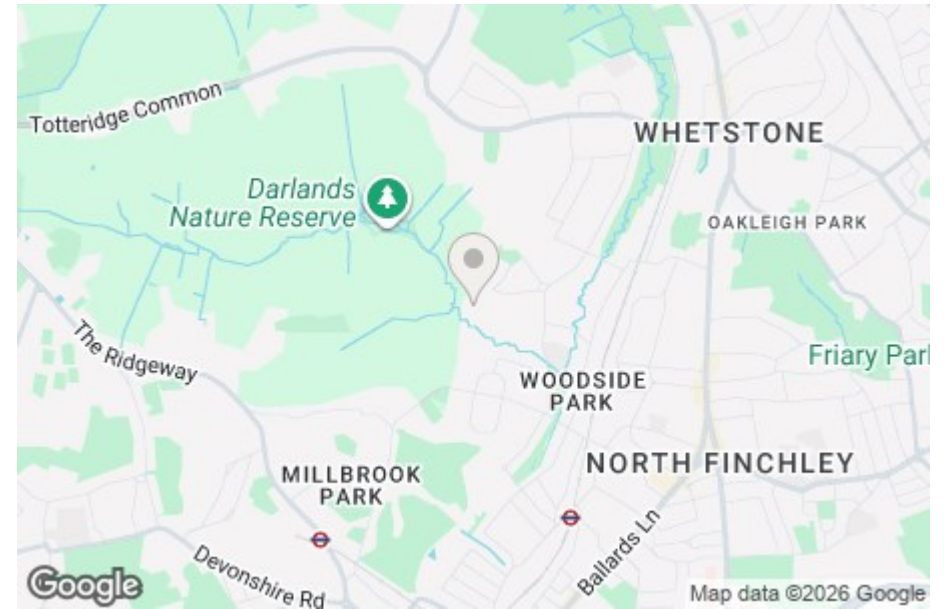 Totteridge Common
WHETSTONE
Darlands
Nature Reserve
OAKLEIGH PARK
The Ridgeway
Friary Parl
WOODSIDE
PARK
NORTH FINCHLEY
MILLBROOK
PARK
Ballards Ln
Devonshire Rd
Google
Map data ©2026 Google